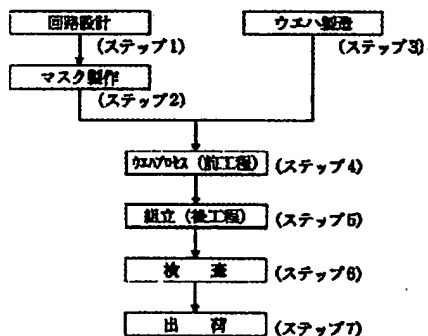 回路設計
(ステップ1)
マスク製作
(ステップ2)
ウエハ製造
(ステップ3)
ウエハプロセス (前工程)
(ステップ4)
組立 (後工程)
(ステップ5)
検 査
(ステップ6)
出 荷
(ステップ7)